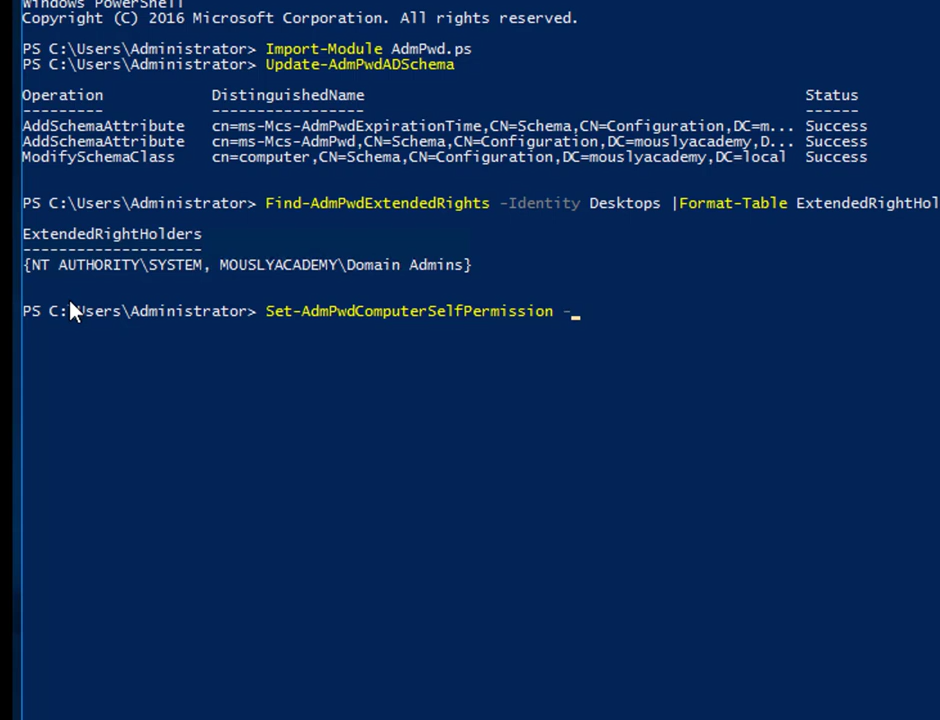 Windows PowerShell
Copyright (C) 2016 Microsoft Corporation. All rights reserved.
PS C:\Users\Administrator> Import-Module AdmPwd.ps
PS C:\Users\Administrator> Update-AdmPwdADSchema
Operation DistinguishedName Status
--------- ----------------- ------
AddSchemaAttribute cn=ms-Mcs-AdmPwdExpirationTime,CN=Schema,CN=Configuration,DC=m... Success
AddSchemaAttribute cn=ms-Mcs-AdmPwd,CN=Schema,CN=Configuration,DC=mouslyacademy,D... Success
ModifySchemaClass cn=computer,CN=Schema,CN=Configuration,DC=mouslyacademy,DC=local Success
PS C:\Users\Administrator> Find-AdmPwdExtendedRights -Identity Desktops |Format-Table ExtendedRightHol
ExtendedRightHolders
--------------------
{NT AUTHORITY\SYSTEM, MOUSLYACADEMY\Domain Admins}
PS C:\Users\Administrator> Set-AdmPwdComputerSelfPermission -_